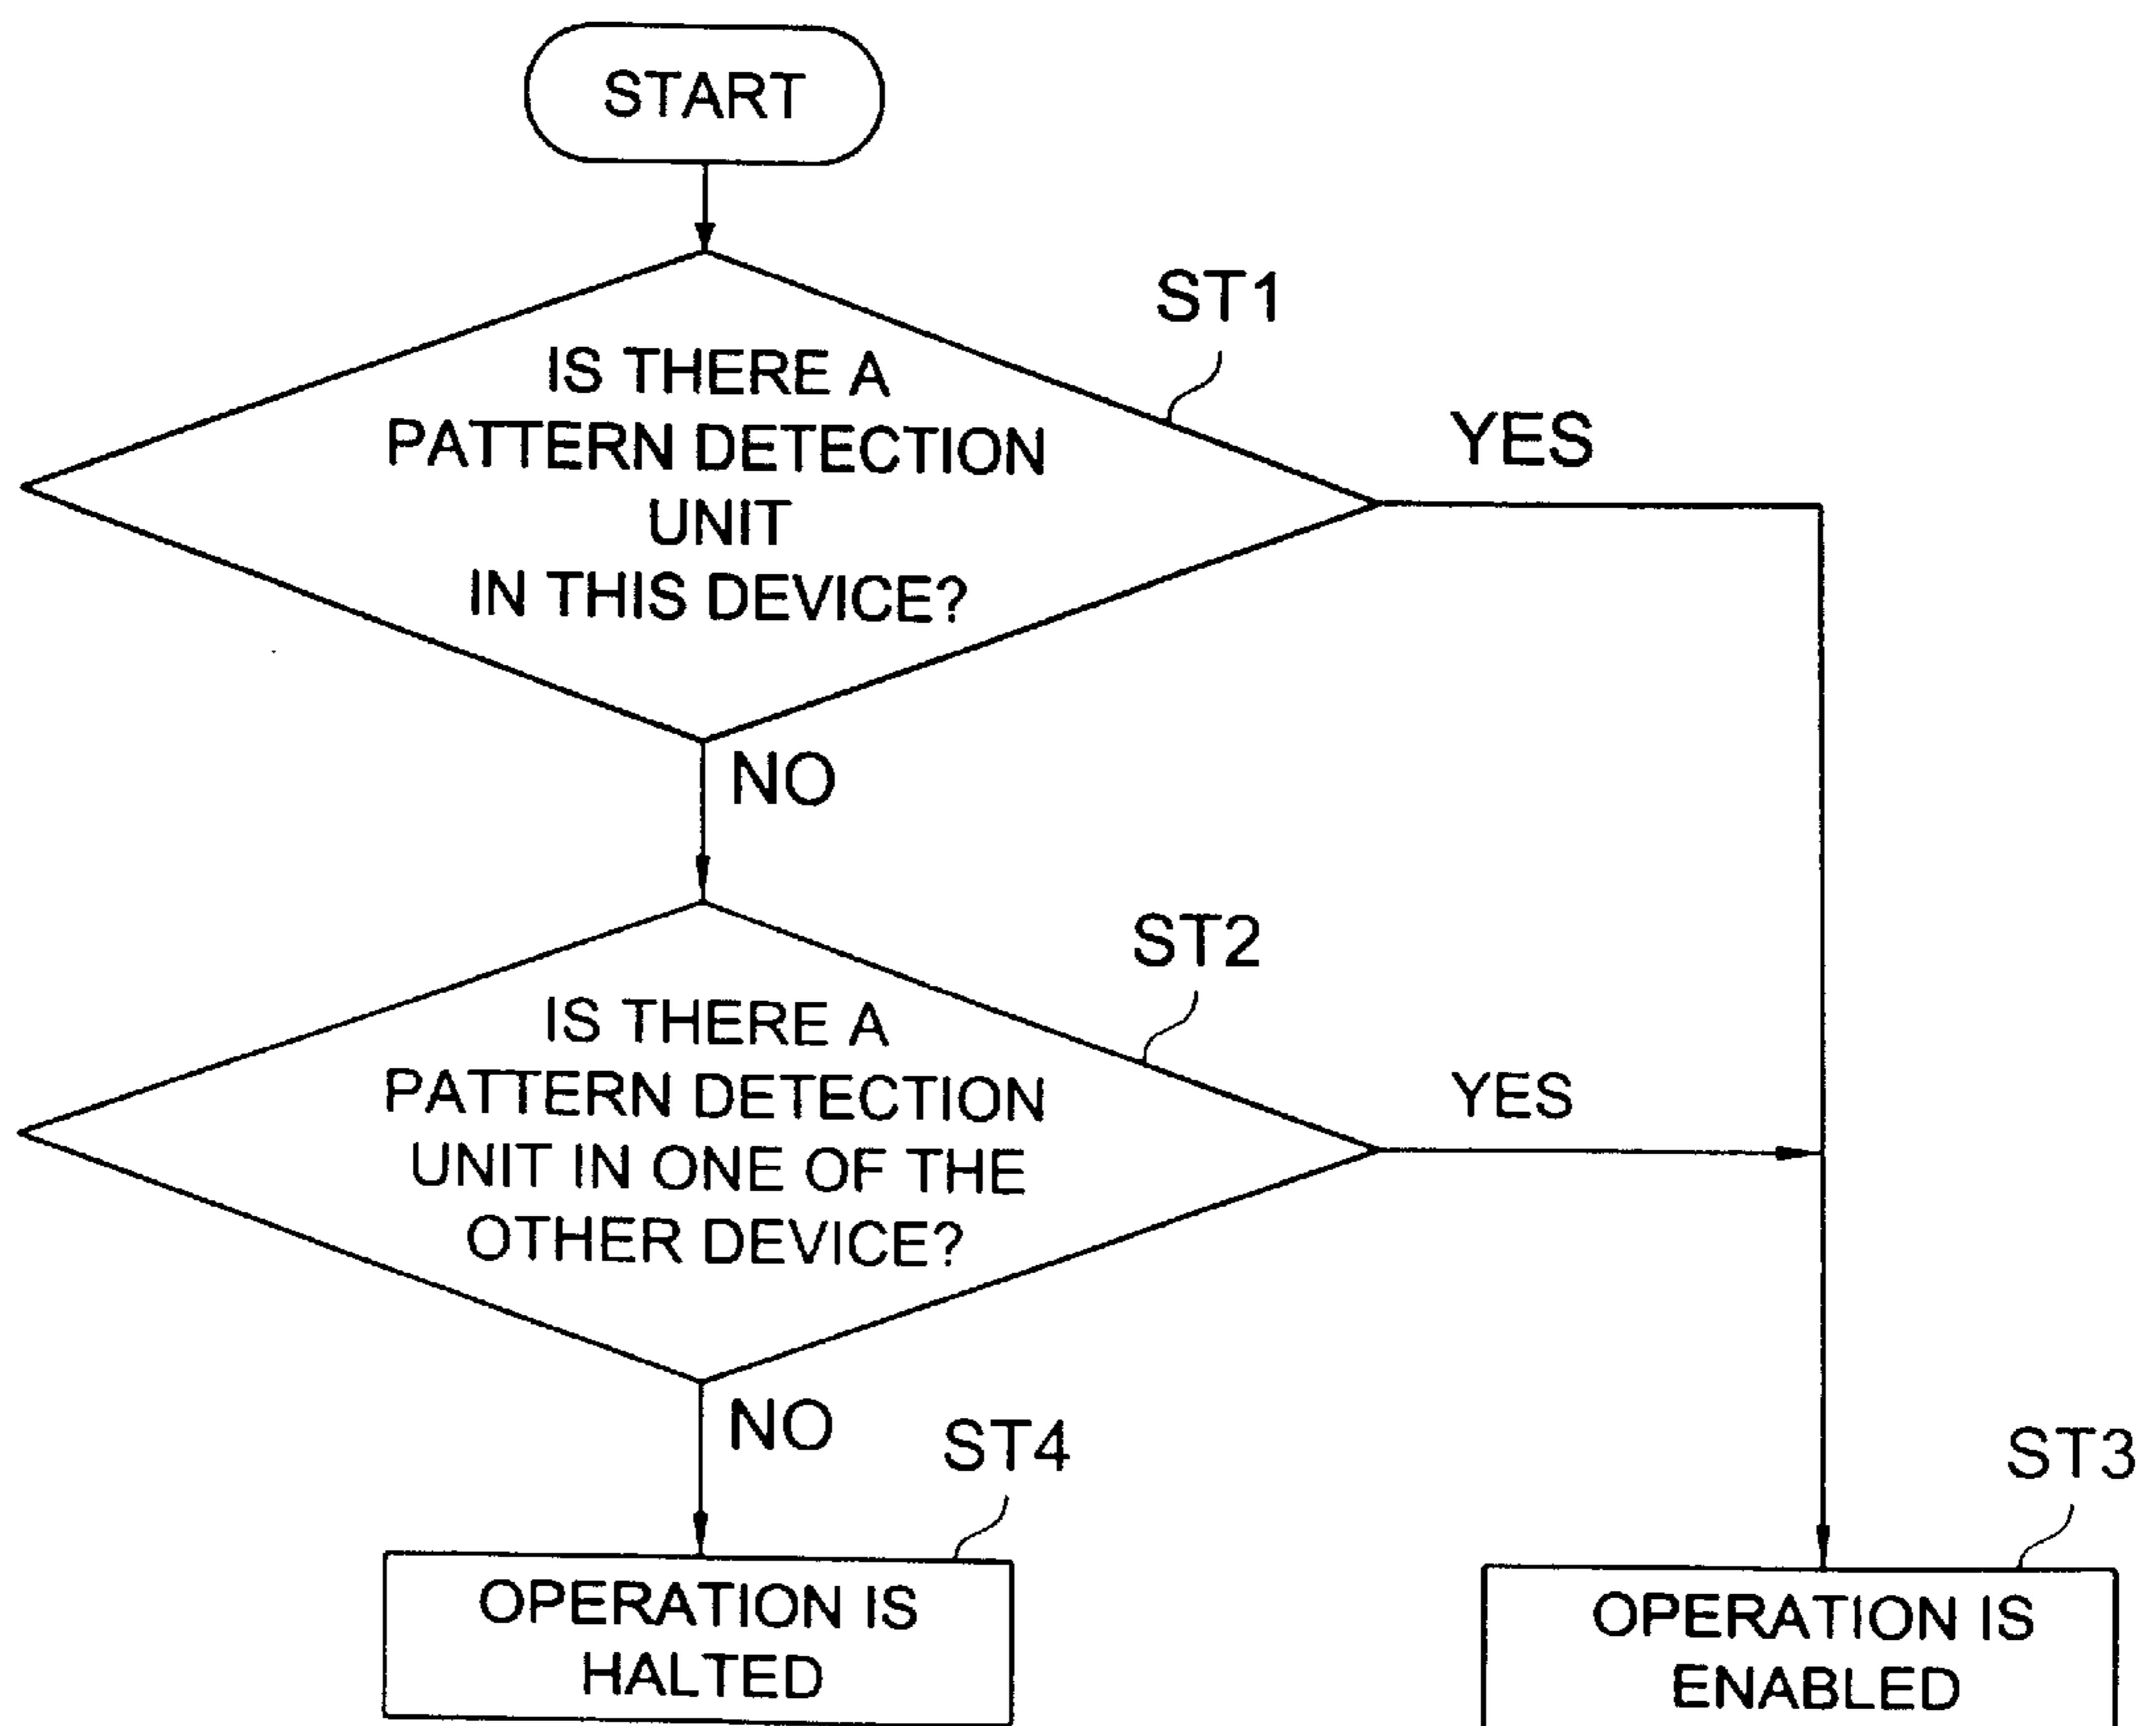 START
ST1
IS THERE A
PATTERN DETECTION
UNIT
IN THIS DEVICE?
YES
NO
ST2
IS THERE A
PATTERN DETECTION
UNIT IN ONE OF THE
OTHER DEVICE?
YES
NO
ST4
OPERATION IS
HALTED
ST3
OPERATION IS
ENABLED